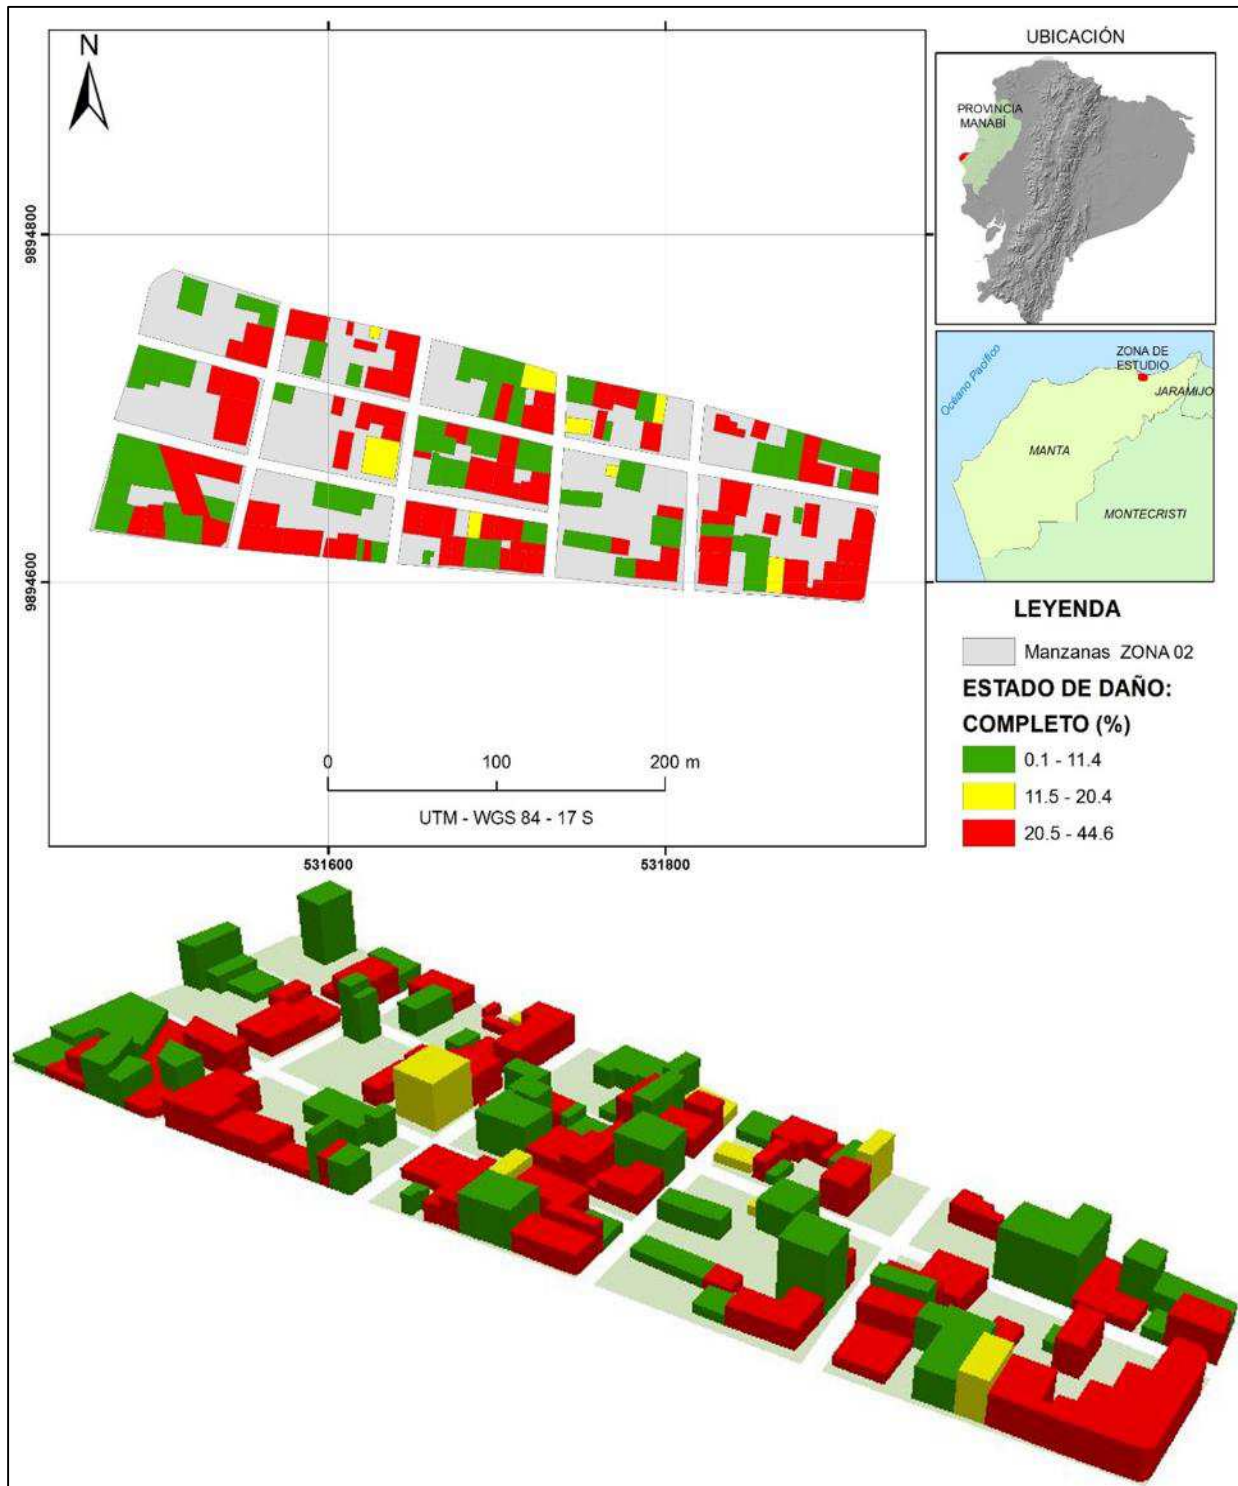 N
9894800
9894600
0
100
200 m
UTM - WGS 84 - 17 S
531600
531800
UBICACIÓN
PROVINCIA
MANABÍ
Océano Pacífico
ZONA DE
ESTUDIO
JARAMIJO
MANTA
MONTECRISTI
LEYENDA
Manzanas ZONA 02
ESTADO DE DAÑO:
COMPLETO (%)
0.1 - 11.4
11.5 - 20.4
20.5 - 44.6